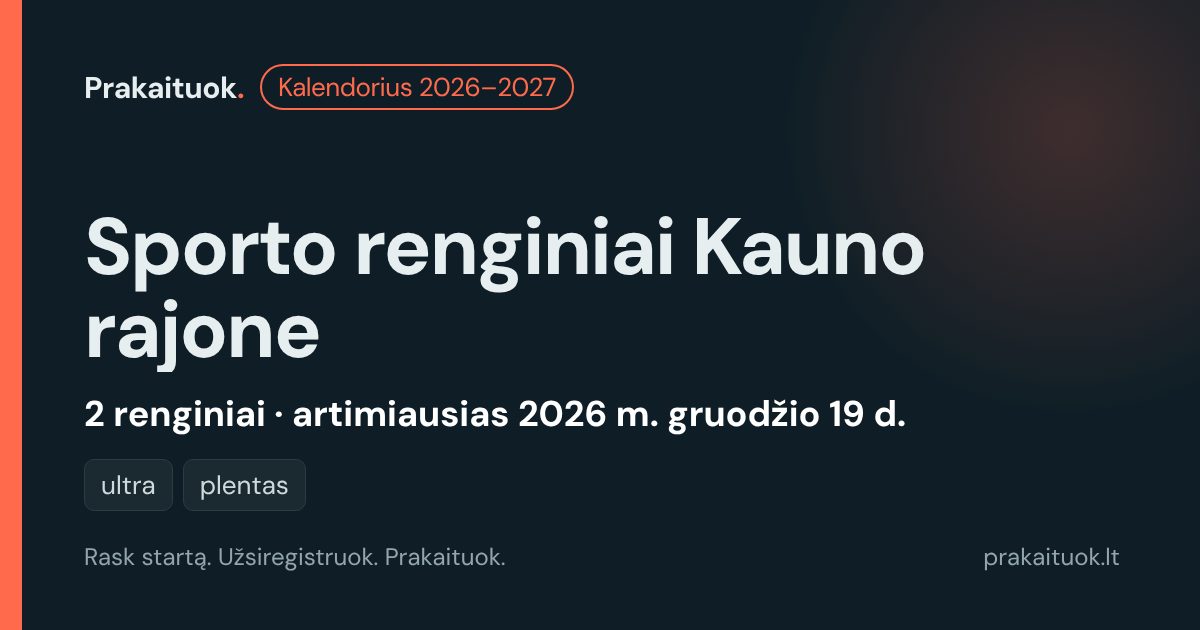 Prakaituok. Kalendorius 2026–2027
Sporto renginiai Kauno
rajone
2 renginiai · artimiausias 2026 m. gruodžio 19 d.
ultra plentas
Rask startą. Užsiregistruok. Prakaituok. prakaituok.lt